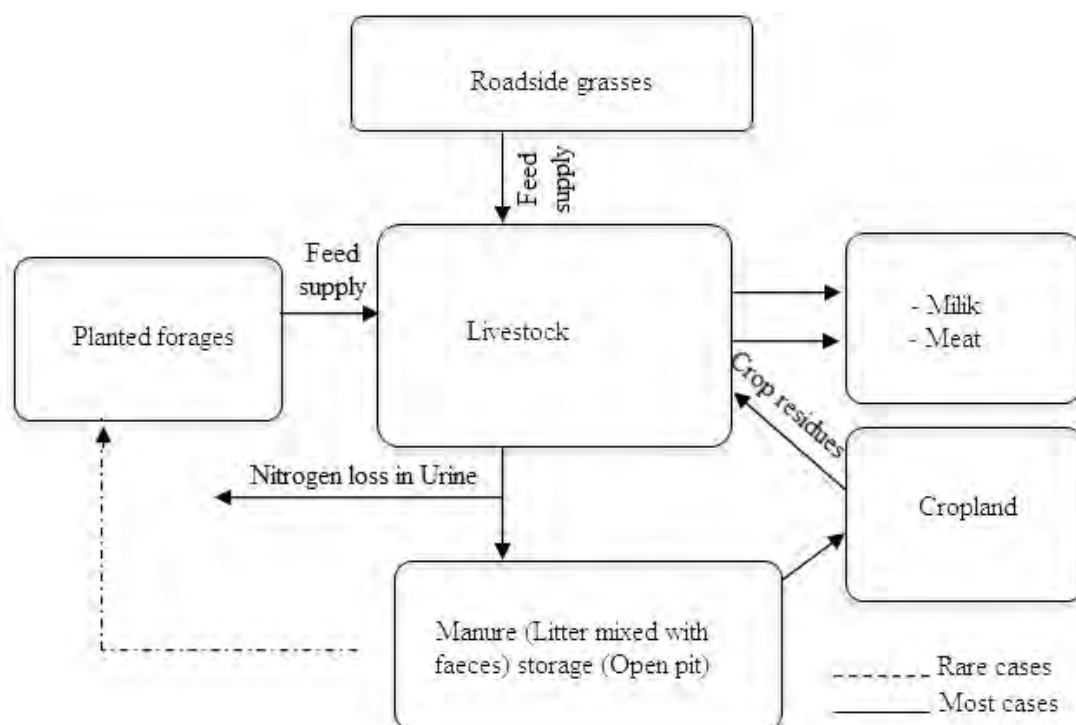 Roadside grasses
Feed
supply
Feed
supply
Planted forages
Livestock
- Milik
- Meat
Crop residues
Nitrogen loss in Urine
Cropland
Manure (Litter mixed with
faeces) storage (Open pit)
Rare cases
Most cases